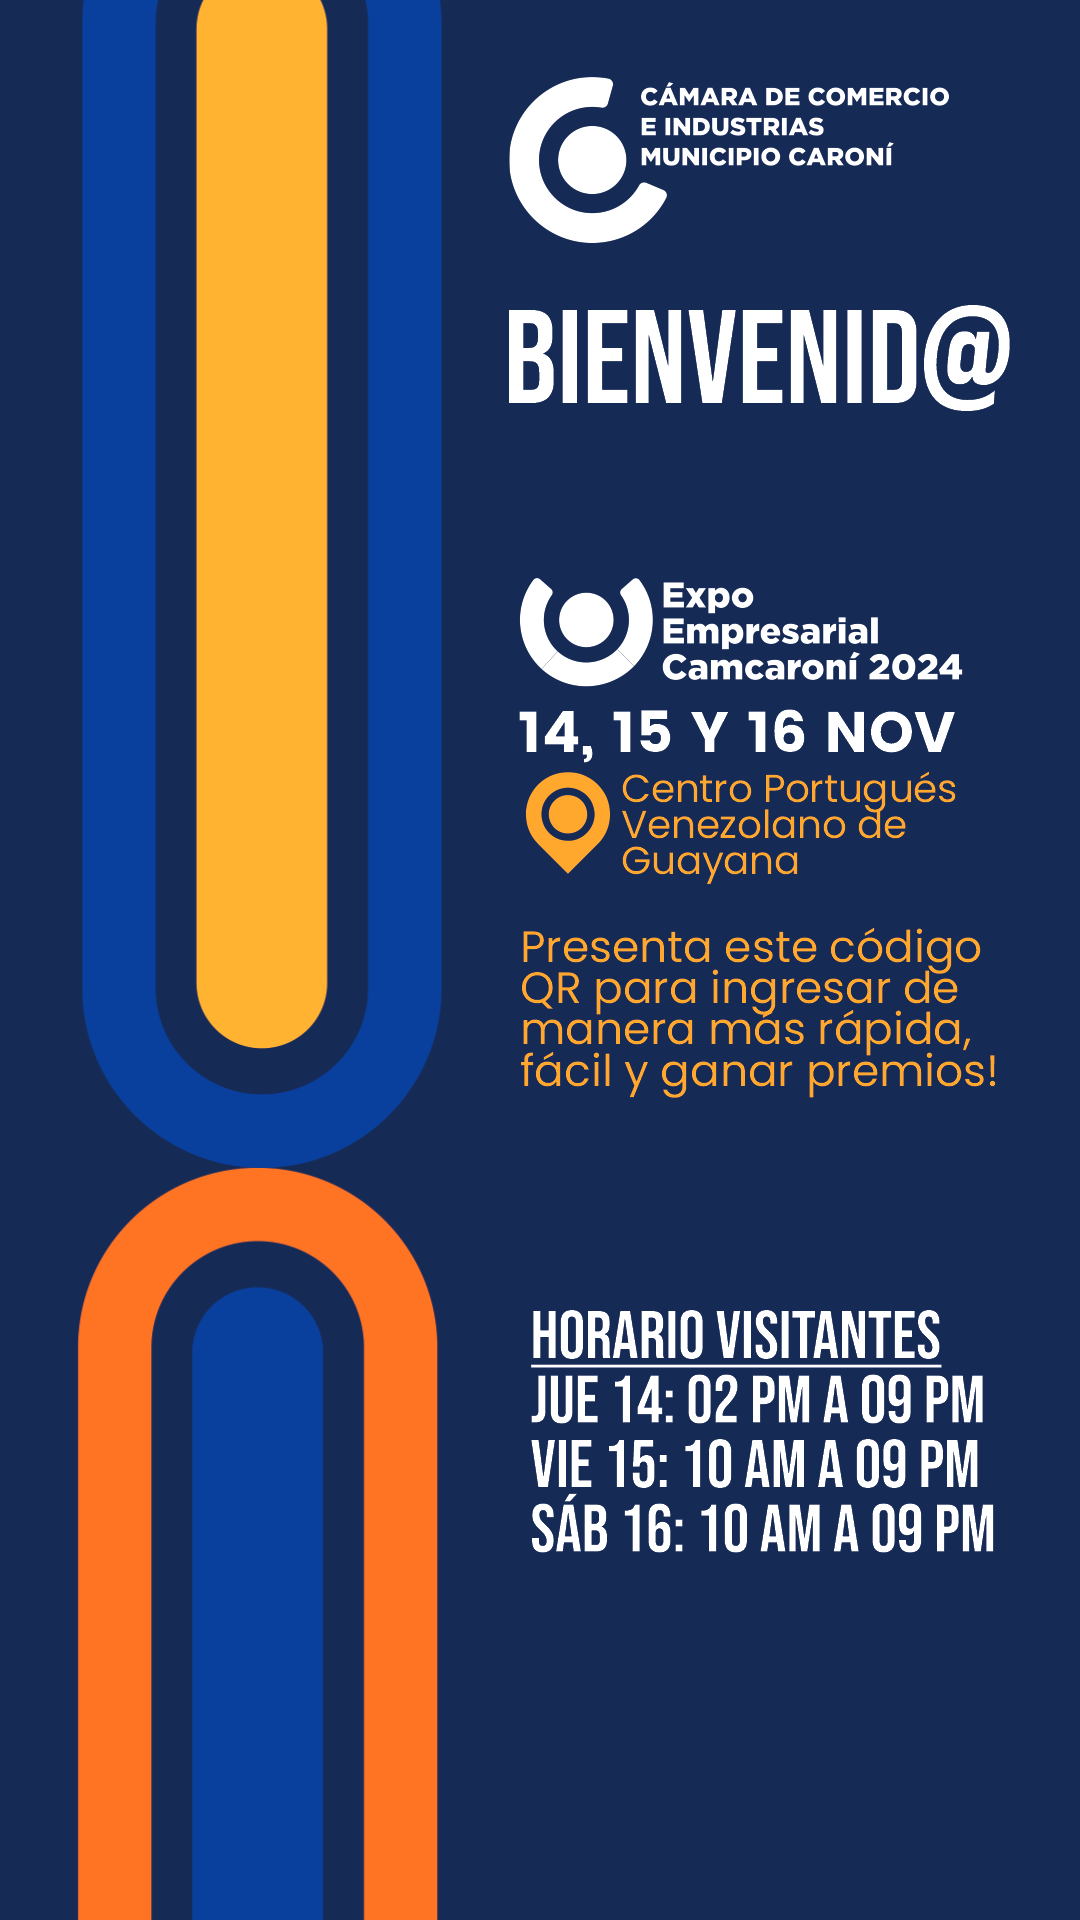 CÁMARA DE COMERCIO
E INDUSTRIAS
MUNICIPIO CARONÍ
BIENVENID@
Expo
Empresarial
Camcaroní 2024
14, 15 Y 16 NOV
Centro Portugués
Venezolano de
Guayana
Presenta este código
QR para ingresar de
manera más rápida,
fácil y ganar premios!
HORARIO VISITANTES
JUE 14: 02 PM A 09 PM
VIE 15: 10 AM A 09 PM
SÁB 16: 10 AM A 09 PM